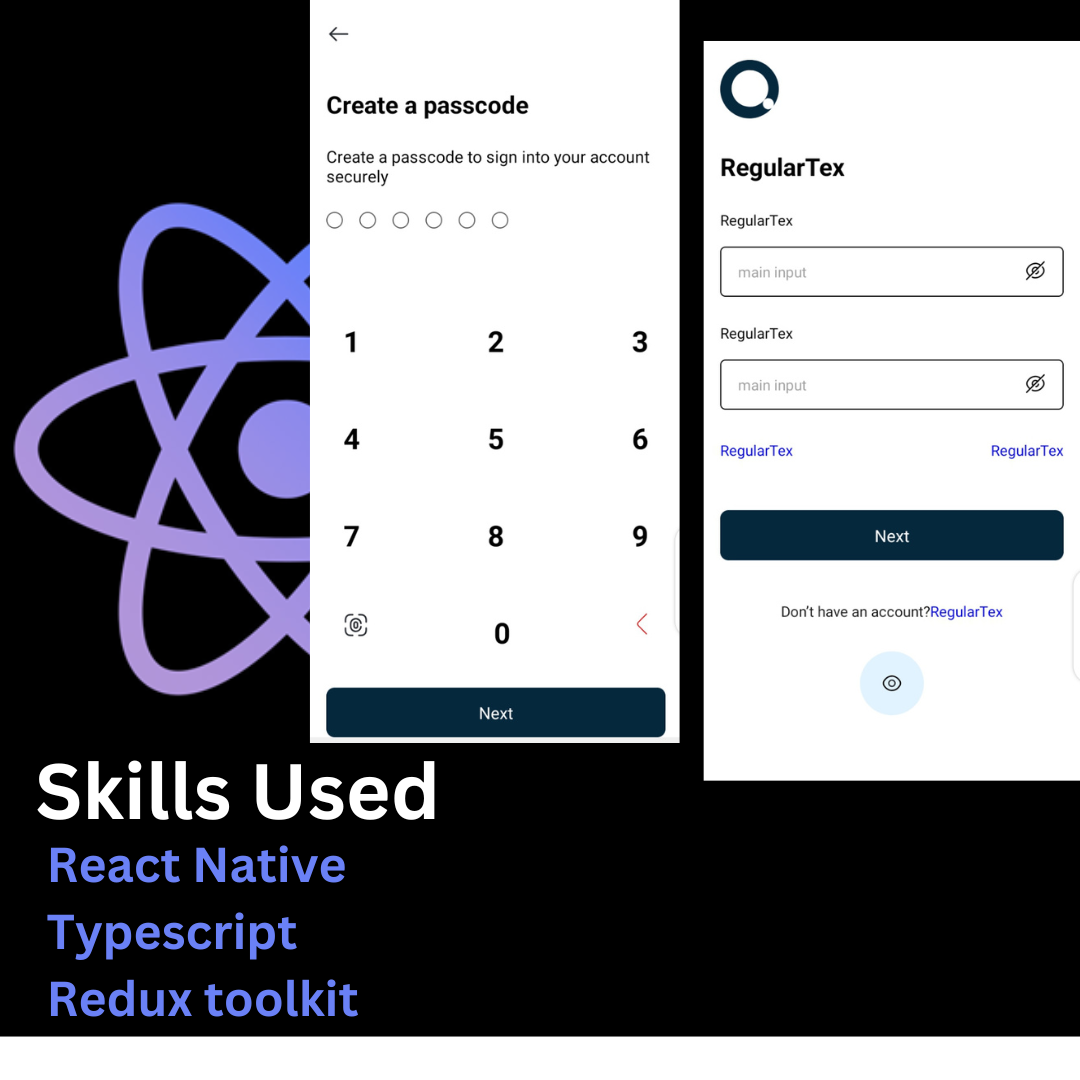 Create a passcode
Create a passcode to sign into your account
securely
1 2 3
4 5 6
7 8 9
0
Next
RegularTex
RegularTex
main input
RegularTex
main input
RegularTex RegularTex
Next
Don’t have an account?RegularTex
Skills Used
React Native
Typescript
Redux toolkit